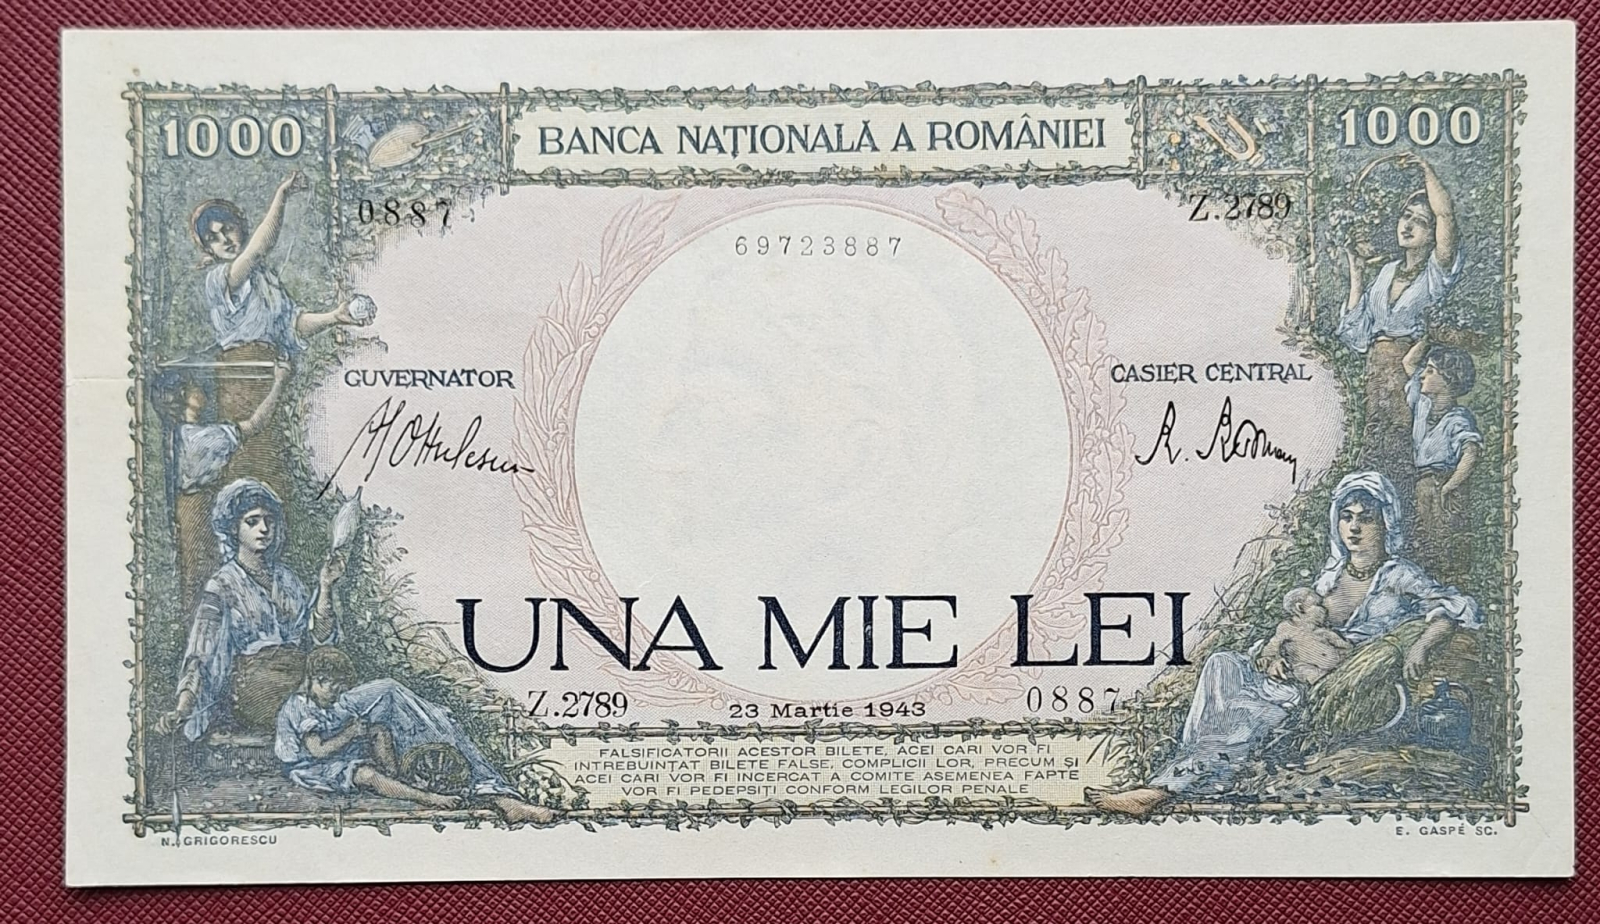 1000
BANCA NAȚIONALĂ A ROMÂNIEI
1000
0887
Z.2789
69723887
GUVERNATOR
CASIER CENTRAL
UNA MIE LEI
Z.2789
23 Martie 1943
0887
FALSIFICATORII ACESTOR BILETE, ACEI CARI VOR FI
INTREBUINȚAT BILETE FALSE, COMPLICII LOR, PRECUM ȘI
ACEI CARI VOR FI INCERCAT A COMITE ASEMENEA FAPTE
VOR FI PEDEPSIȚI CONFORM LEGILOR PENALE
N. GRIGORESCU
E. GASPÉ SC.